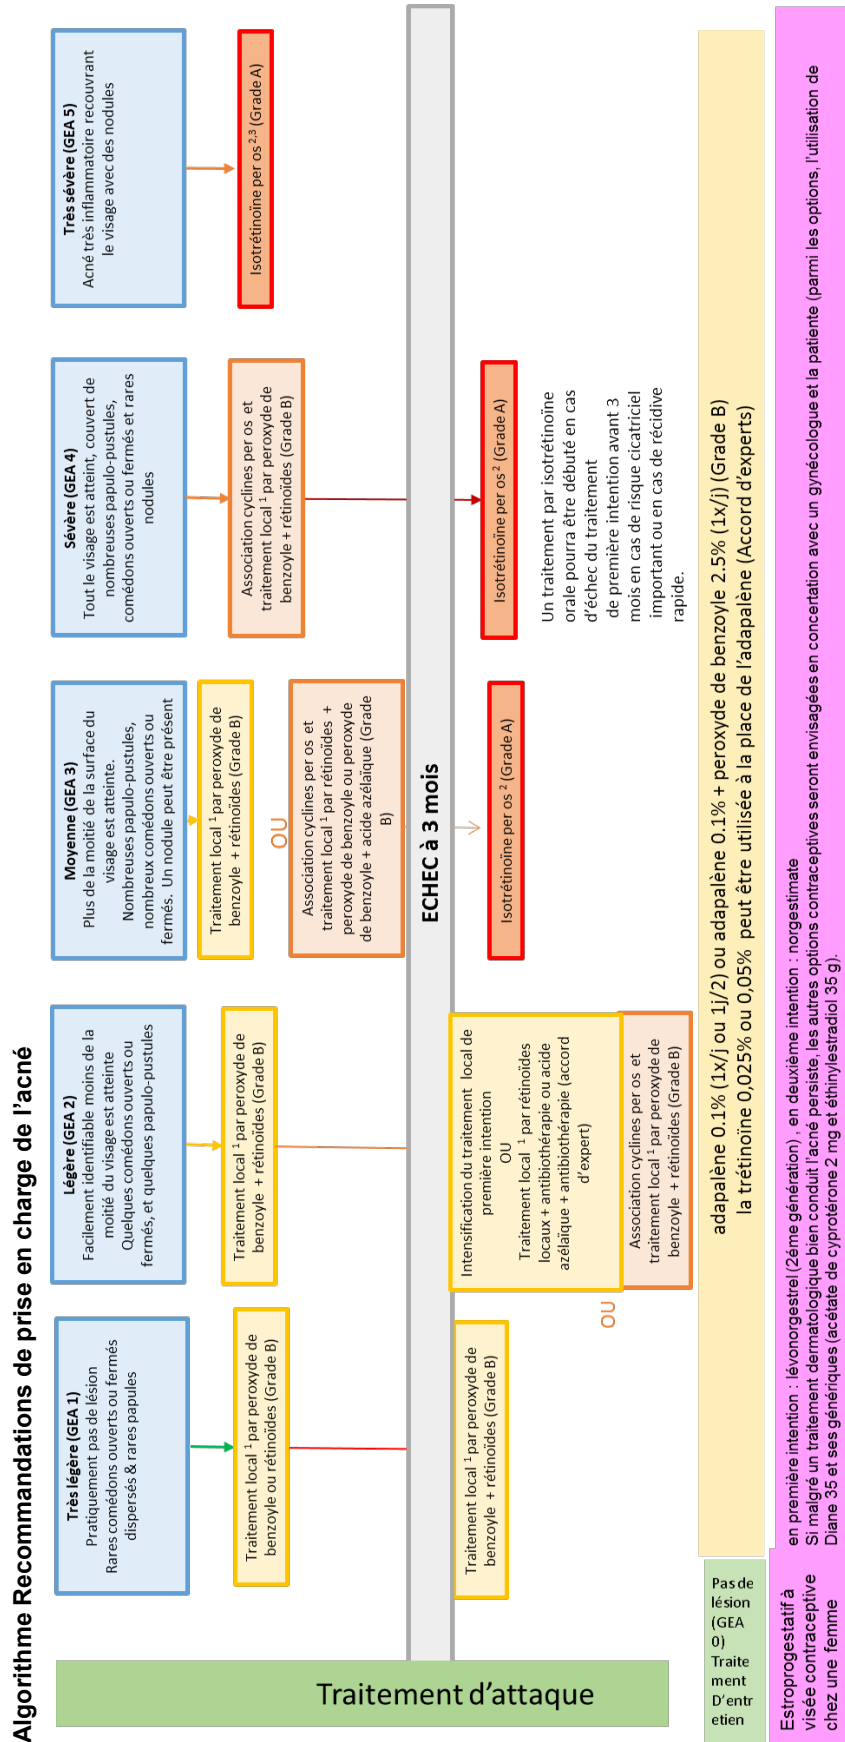 Algorithme Recommandations de prise en charge de l'acné
Très légère (GEA 1)
Pratiquement pas de lésion
Rares comédons ouverts ou fermés
dispersés & rares papules
Légère (GEA 2)
Facilement identifiable moins de la
moitié du visage est atteinte
Quelques comédons ouverts ou
fermés, et quelques papulo-pustules
Moyenne (GEA 3)
Plus de la moitié de la surface du
visage est atteinte.
Nombreuses papulo-pustules,
nombreux comédons ouverts ou
fermés. Un nodule peut être présent
Sévère (GEA 4)
Tout le visage est atteint, couvert de
nombreuses papulo-pustules,
comédons ouverts ou fermés et rares
nodules
Très sévère (GEA 5)
Acné très inflammatoire recouvrant
le visage avec des nodules
Traitement d'attaque
Traitement local 1 par peroxyde de
benzoyle ou rétinoïdes (Grade B)
Traitement local 1 par peroxyde de
benzoyle + rétinoïdes (Grade B)
Traitement local 1 par peroxyde de
benzoyle + rétinoïdes (Grade B)
OU
Association cyclines per os et
traitement local 1 par rétinoïdes +
peroxyde de benzoyle ou peroxyde
de benzoyle + acide azélaïque (Grade
B)
Association cyclines per os et
traitement local 1 par peroxyde de
benzoyle + rétinoïdes (Grade B)
Isotrétinoïne per os 2,3 (Grade A)
ECHEC à 3 mois
Traitement local 1 par peroxyde de
benzoyle + rétinoïdes (Grade B)
Intensification du traitement local de
première intention
OU
Traitement local 1 par rétinoïdes
locaux + antibiothérapie ou acide
azélaïque + antibiothérapie (accord
d'expert)
OU
Association cyclines per os et
traitement local 1 par peroxyde de
benzoyle + rétinoïdes (Grade B)
Isotrétinoïne per os 2 (Grade A)
Isotrétinoïne per os 2 (Grade A)
Un traitement par isotrétinoïne
orale pourra être débuté en cas
d'échec du traitement
de première intention avant 3
mois en cas de risque cicatriciel
important ou en cas de récidive
rapide.
Pas de
lésion
(GEA
0)
Traite
ment
D'entr
etien
adapalène 0.1% (1x/j ou 1j/2) ou adapalène 0.1% + peroxyde de benzoyle 2.5% (1x/j) (Grade B)
la trétinoïne 0,025% ou 0,05% peut être utilisée à la place de l'adapalène (Accord d'experts)
Estroprogestatif à
visée contraceptive
chez une femme
en première intention : lévonorgestrel (2éme génération) , en deuxième intention : norgestimate
Si malgré un traitement dermatologique bien conduit l'acné persiste, les autres options contraceptives seront envisagées en concertation avec un gynécologue et la patiente (parmi les options, l'utilisation de
Diane 35 et ses génériques (acétate de cyprotérone 2 mg et éthinylestradiol 35 g).